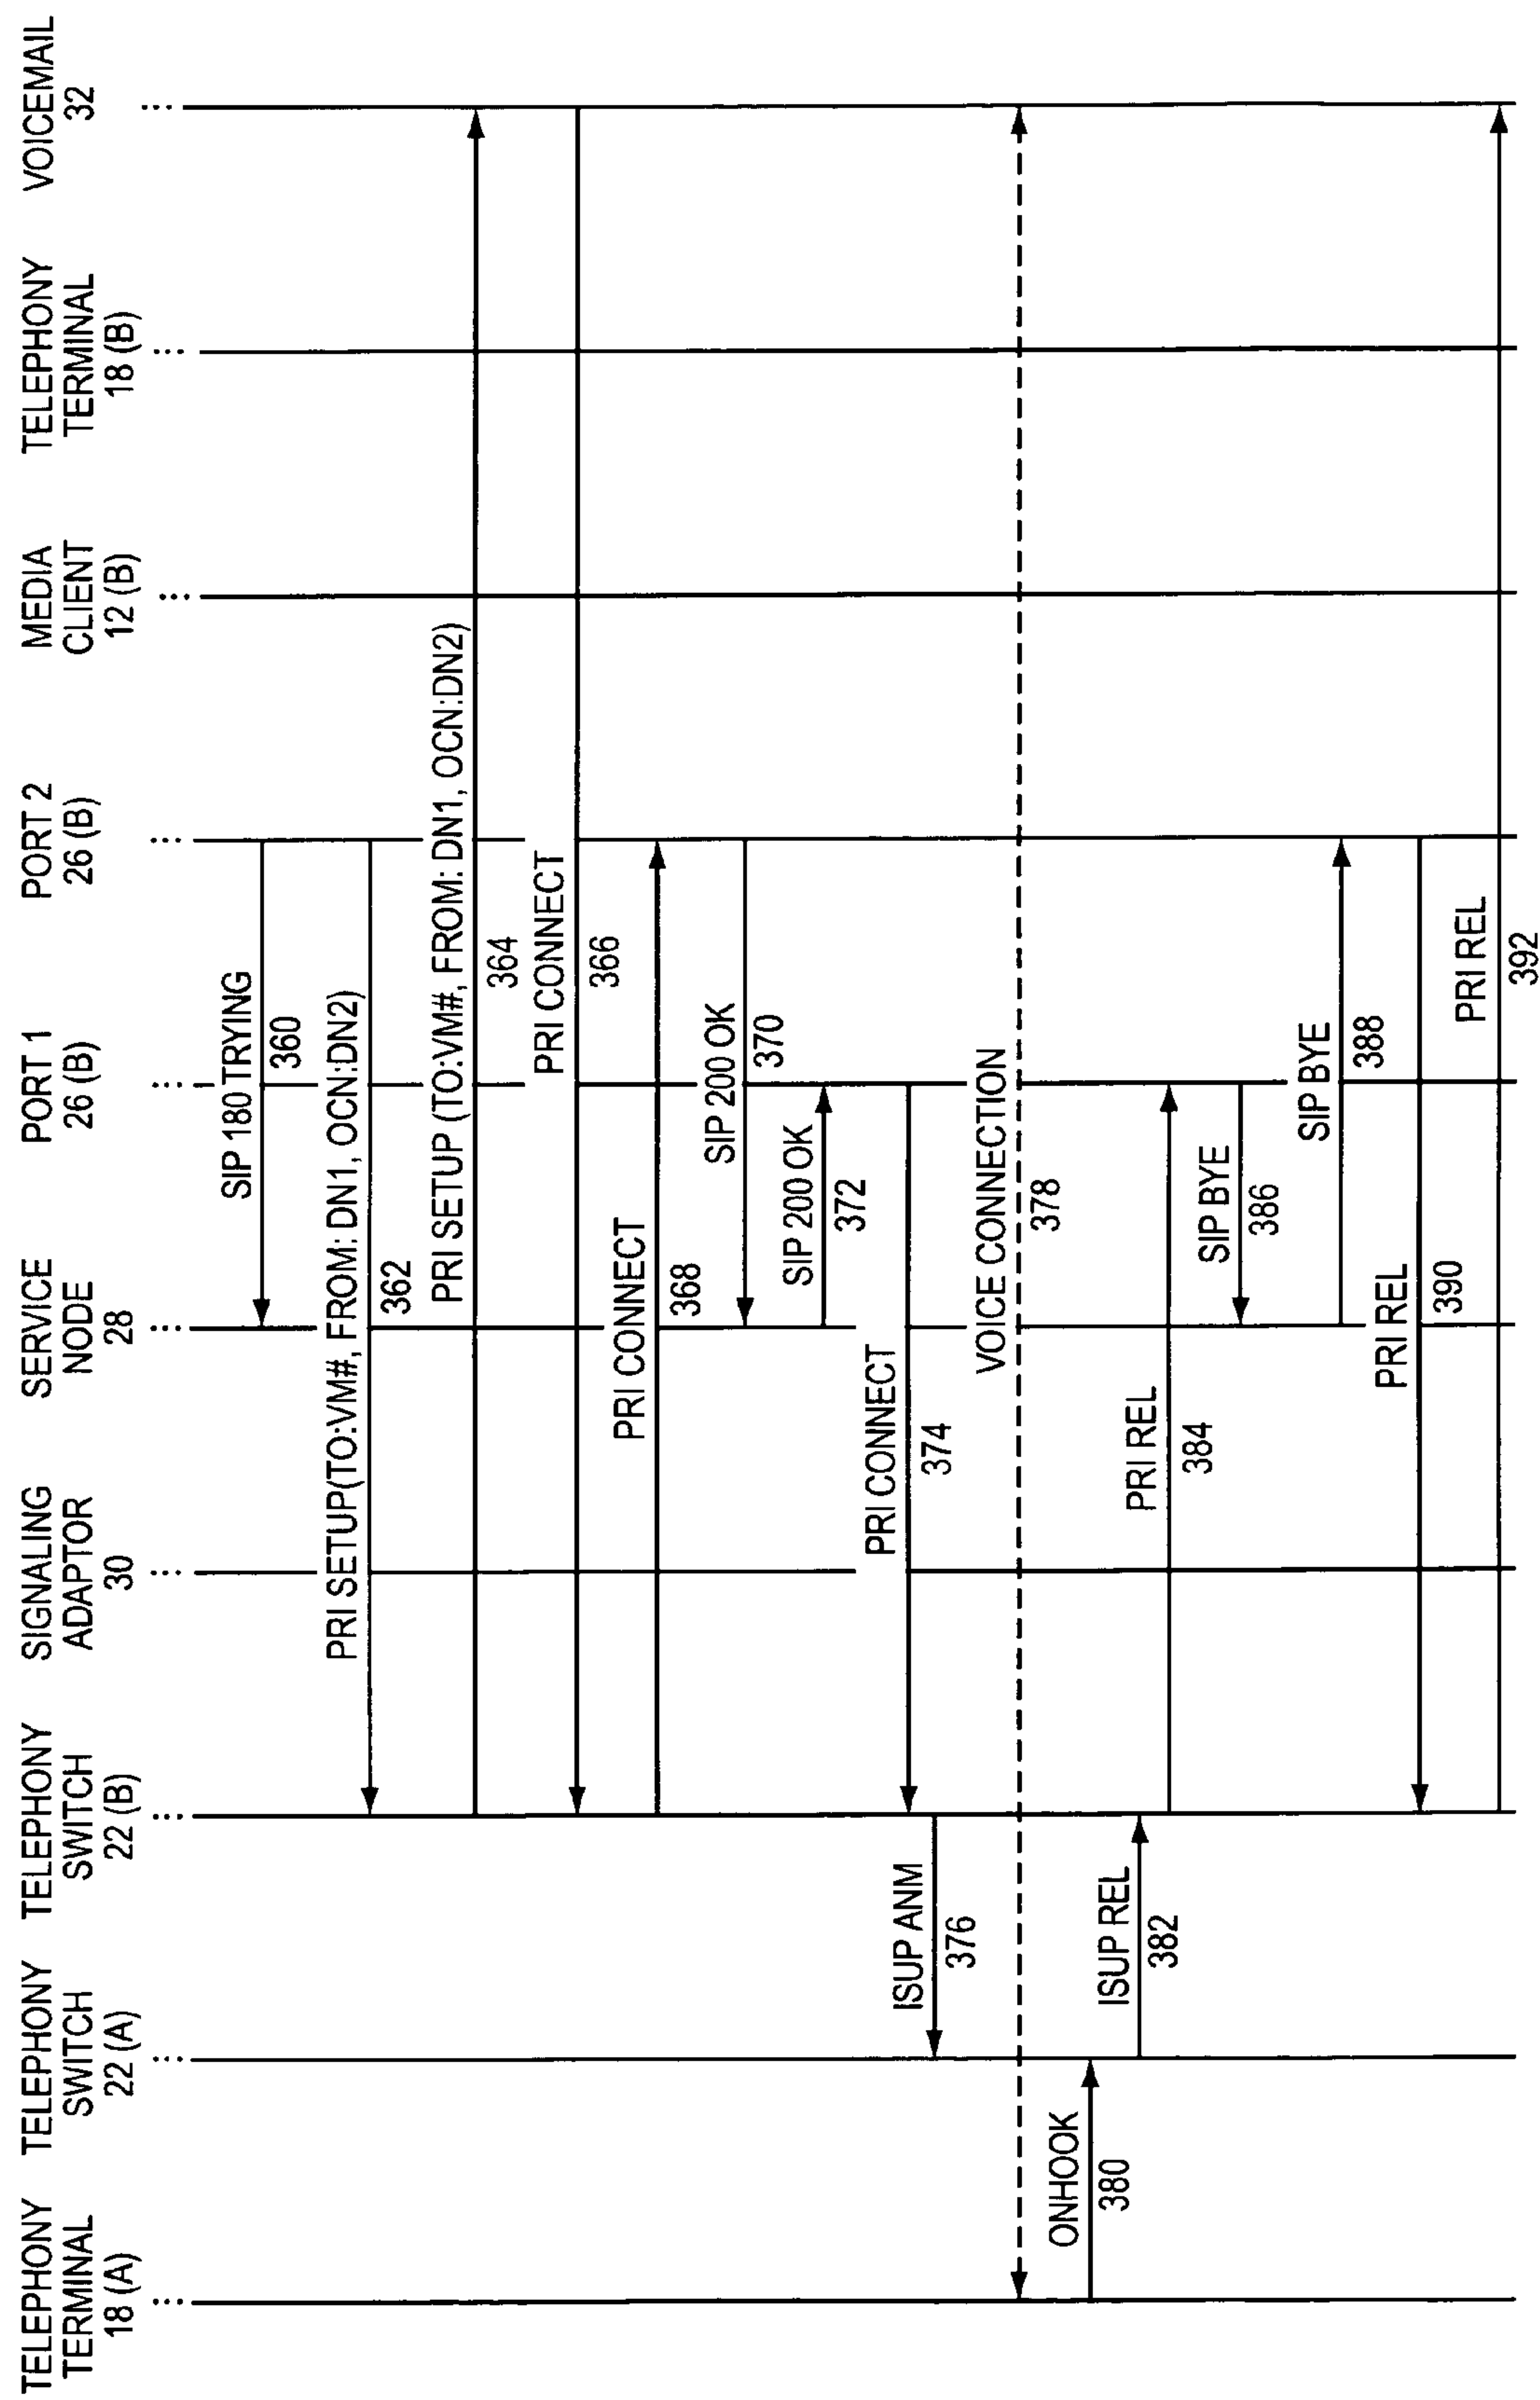 TELEPHONY
TERMINAL
18 (A)
TELEPHONY
SWITCH
22 (A)
TELEPHONY
SWITCH
22 (B)
SIGNALING
ADAPTOR
30
SERVICE
NODE
28
PORT 1
26 (B)
PORT 2
26 (B)
MEDIA
CLIENT
12 (B)
TELEPHONY
TERMINAL
18 (B)
VOICEMAIL
32
SIP 180 TRYING
360
PRI SETUP(TO:VM#, FROM: DN1, OCN:DN2)
362
PRI SETUP (TO:VM#, FROM: DN1, OCN:DN2)
364
PRI CONNECT
366
PRI CONNECT
368
SIP 200 OK
370
SIP 200 OK
372
PRI CONNECT
374
ISUP ANM
376
VOICE CONNECTION
378
ONHOOK
380
ISUP REL
382
PRI REL
384
SIP BYE
386
SIP BYE
388
PRI REL
390
PRI REL
392